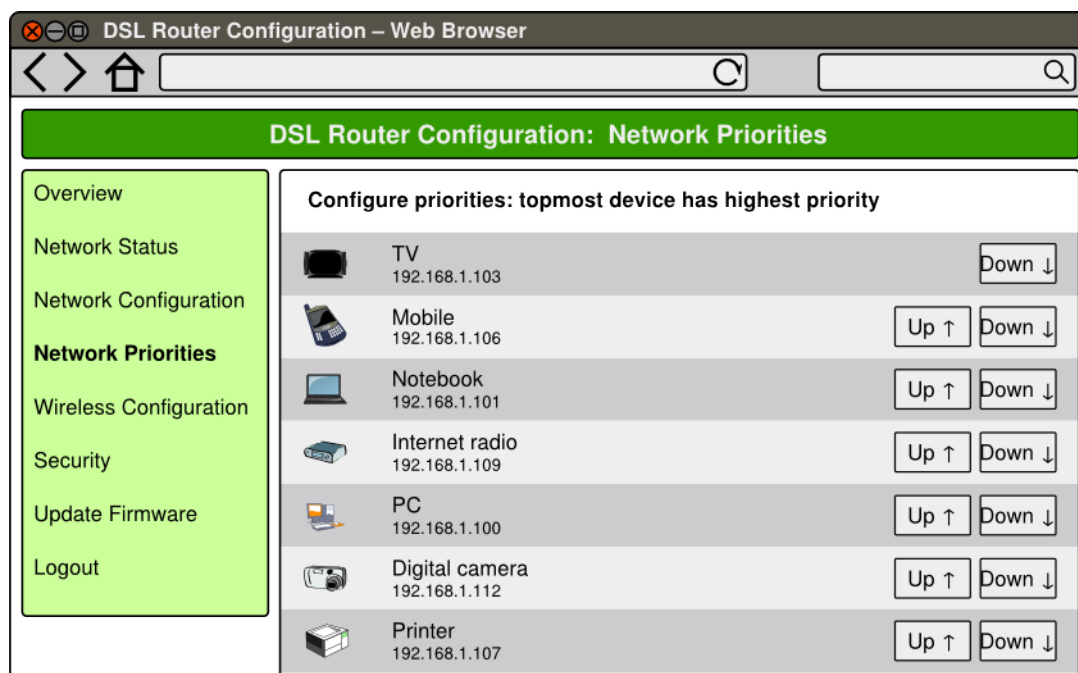 DSL Router Configuration – Web Browser
DSL Router Configuration: Network Priorities
Overview
Network Status
Network Configuration
Network Priorities
Wireless Configuration
Security
Update Firmware
Logout
Configure priorities: topmost device has highest priority
TV
192.168.1.103
Down ↓
Mobile
192.168.1.106
Up ↑ Down ↓
Notebook
192.168.1.101
Up ↑ Down ↓
Internet radio
192.168.1.109
Up ↑ Down ↓
PC
192.168.1.100
Up ↑ Down ↓
Digital camera
192.168.1.112
Up ↑ Down ↓
Printer
192.168.1.107
Up ↑ Down ↓